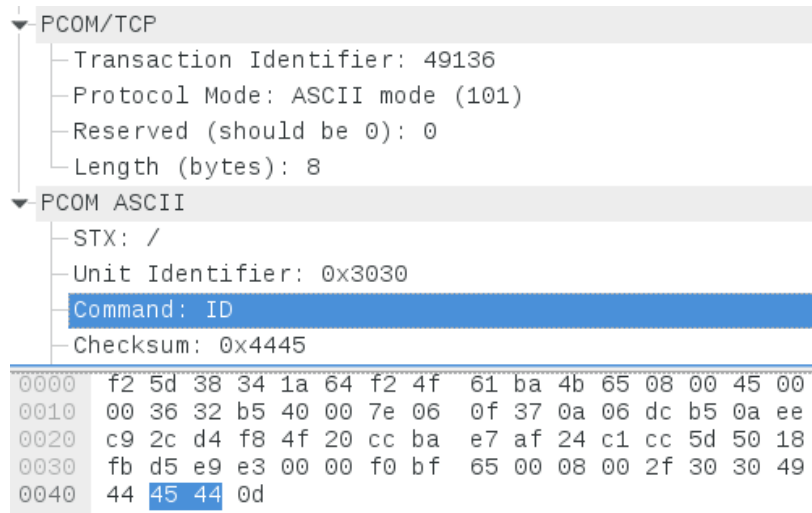 PCOM/TCP
Transaction Identifier: 49136
Protocol Mode: ASCII mode (101)
Reserved (should be 0): 0
Length (bytes): 8
PCOM ASCII
STX: /
Unit Identifier: 0x3030
Command: ID
Checksum: 0x4445
0000 f2 5d 38 34 1a 64 f2 4f 61 ba 4b 65 08 00 45 00
0010 00 36 32 b5 40 00 7e 06 0f 37 0a 06 dc b5 0a ee
0020 c9 2c d4 f8 4f 20 cc ba e7 af 24 c1 cc 5d 50 18
0030 fb d5 e9 e3 00 00 f0 bf 65 00 08 00 2f 30 30 49
0040 44 45 44 0d